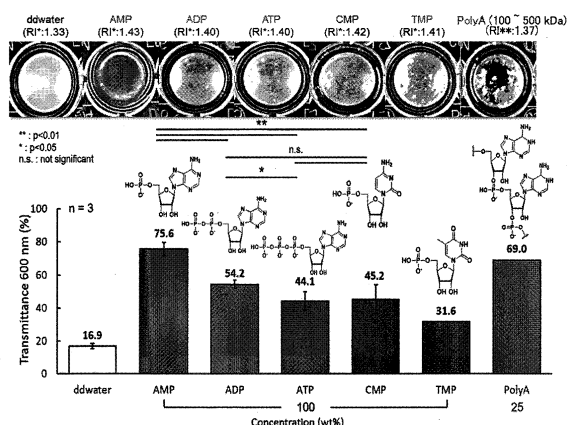 ddwater AMP ADP ATP CMP TMP PolyA (100 ~ 500 kDa)
(RI*:1.33) (RI*:1.43) (RI*:1.40) (RI*:1.40) (RI*:1.42) (RI*:1.41) (RI**:1.37)
** : p<0.01
* : p<0.05
n.s. : not significant
**
n.s.
*
n = 3
Transmittance 600 nm (%)
100
80
60
40
20
0
16.9
75.6
54.2
44.1
45.2
31.6
69.0
ddwater AMP ADP ATP CMP TMP PolyA
100 25
Concentration (wt%)